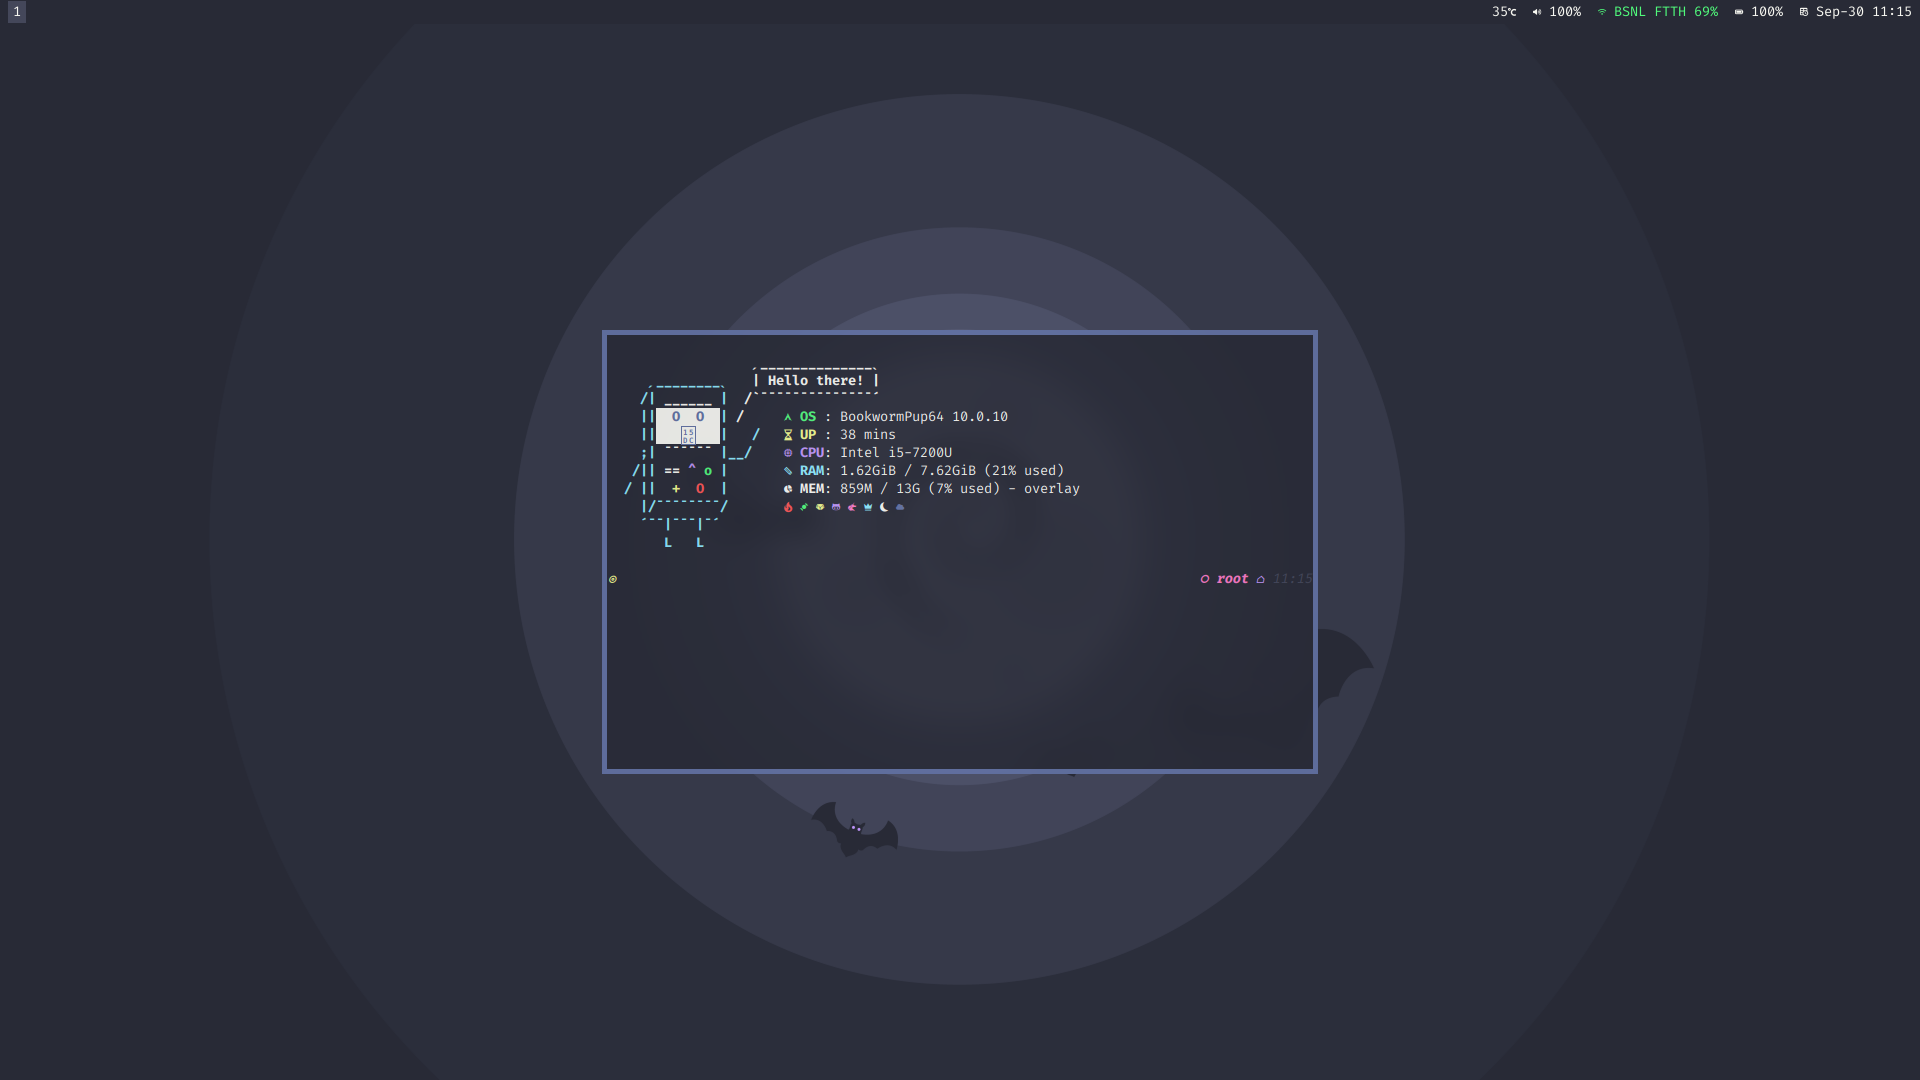 1
35℃ 100% BSNL FTTH 69% 100% Sep-30 11:15
Hello there!
OS : BookwormPup64 10.0.10
UP : 38 mins
CPU: Intel i5-7200U
RAM: 1.62GiB / 7.62GiB (21% used)
MEM: 859M / 13G (7% used) - overlay
root 11:15